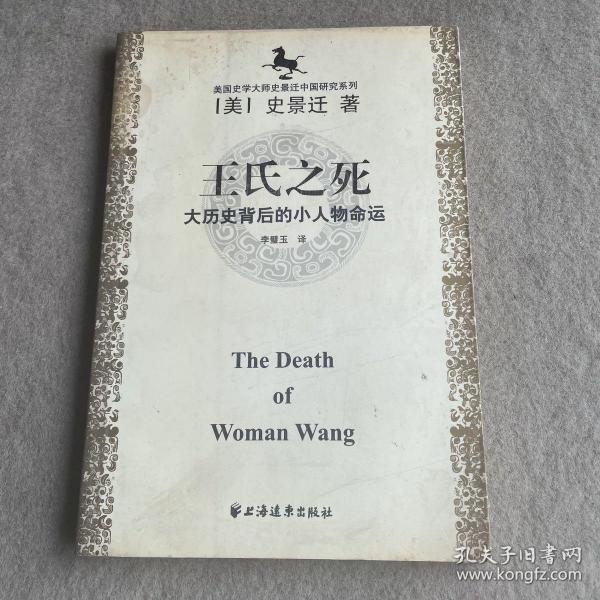 美国史学大师史景迁中国研究系列
[美] 史景迁 著
王氏之死
大历史背后的小人物命运
李璧玉 译
The Death
of
Woman Wang
上海远东出版社
孔夫子旧书网
www.kongfz.com